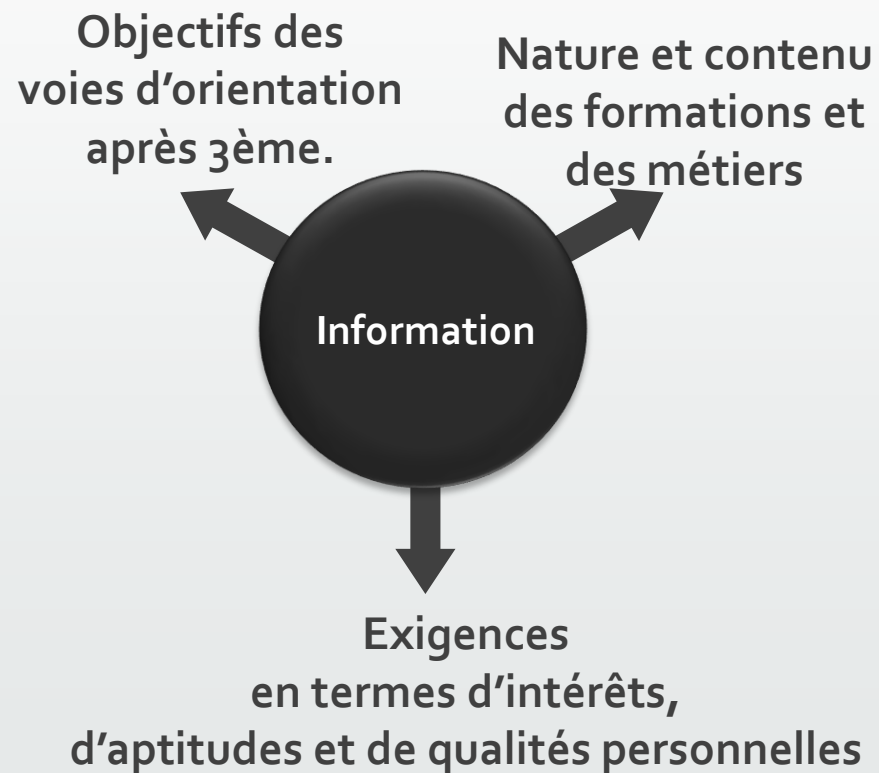 Objectifs des
voies d'orientation
après 3ème.
Nature et contenu
des formations et
des métiers
Information
Exigences
en termes d'intérêts,
d'aptitudes et de qualités personnelles